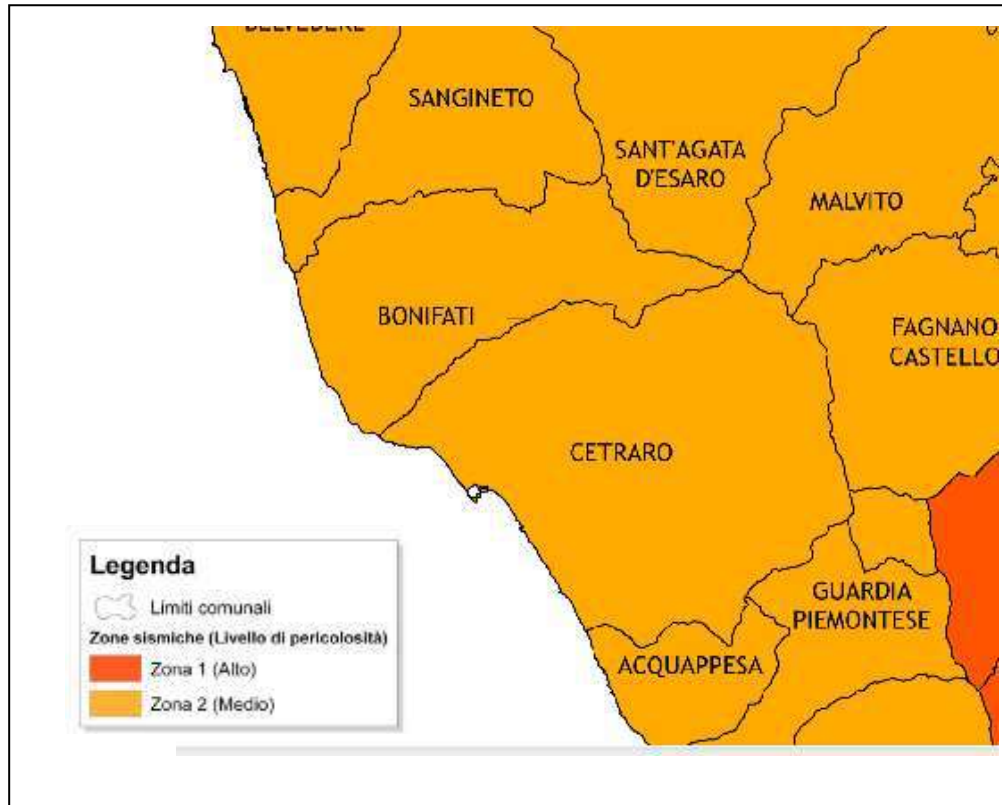 BELVEDERE
SANGINETO
SANT'AGATA
D'ESARO
MALVITO
BONIFATI
FAGNANO
CASTELLO
CETRARO
GUARDIA
PIEMONTESE
ACQUAPPESA
Legenda
Limiti comunali
Zone sismiche (Livello di pericolosità)
Zona 1 (Alto)
Zona 2 (Medio)